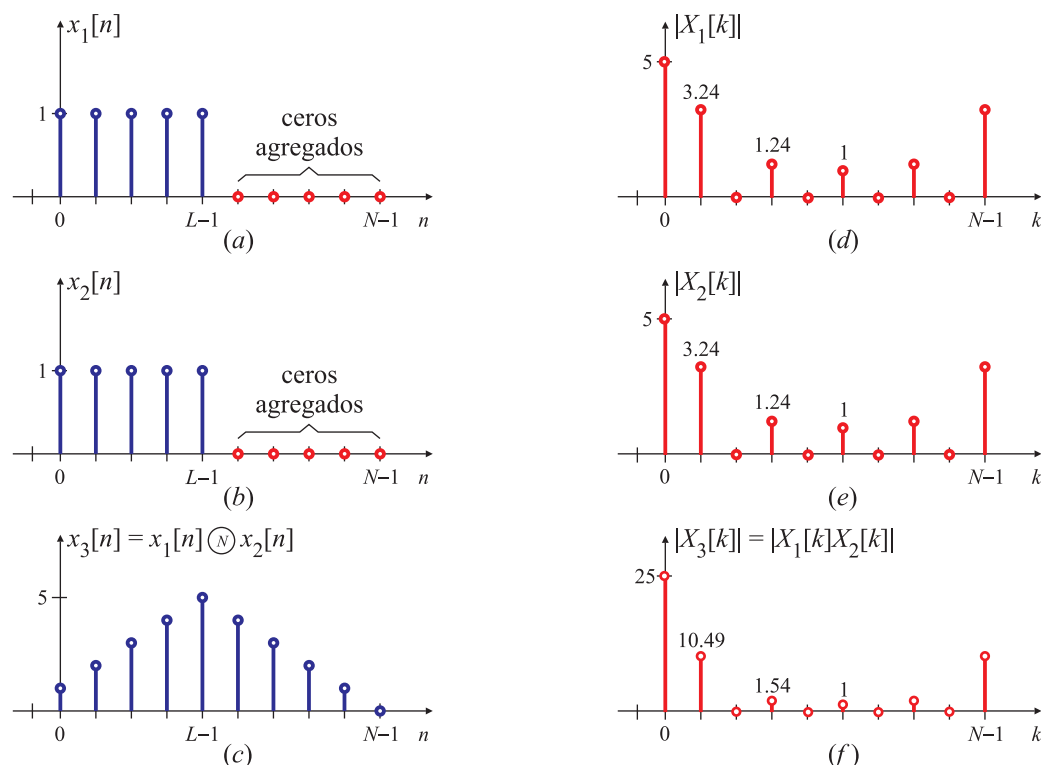 x₁[n]
1
ceros
agregados
0
L−1
N−1
n
(a)
|X₁[k]|
5
3.24
1.24
1
0
N−1
k
(d)
x₂[n]
1
ceros
agregados
0
L−1
N−1
n
(b)
|X₂[k]|
5
3.24
1.24
1
0
N−1
k
(e)
x₃[n] = x₁[n] Ⓝ x₂[n]
5
0
L−1
N−1
n
(c)
|X₃[k]| = |X₁[k]X₂[k]|
25
10.49
1.54
1
0
N−1
k
(f)